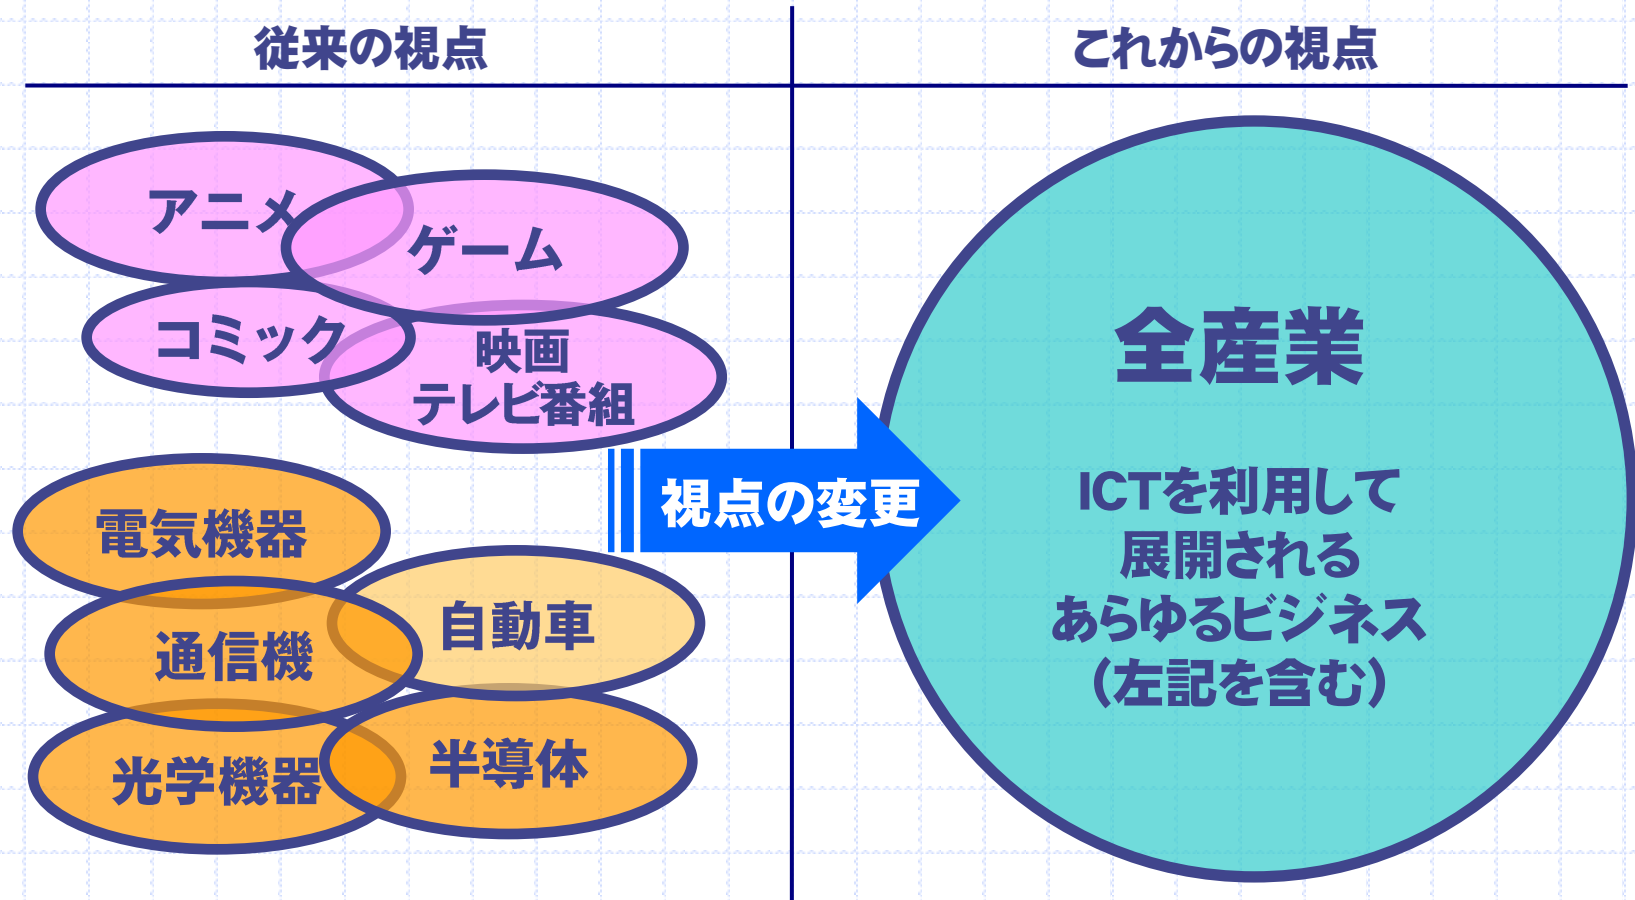 従来の視点
これからの視点
アニメ
ゲーム
コミック
映画
テレビ番組
電気機器
自動車
通信機
光学機器
半導体
視点の変更
全産業
ICTを利用して
展開される
あらゆるビジネス
（左記を含む）